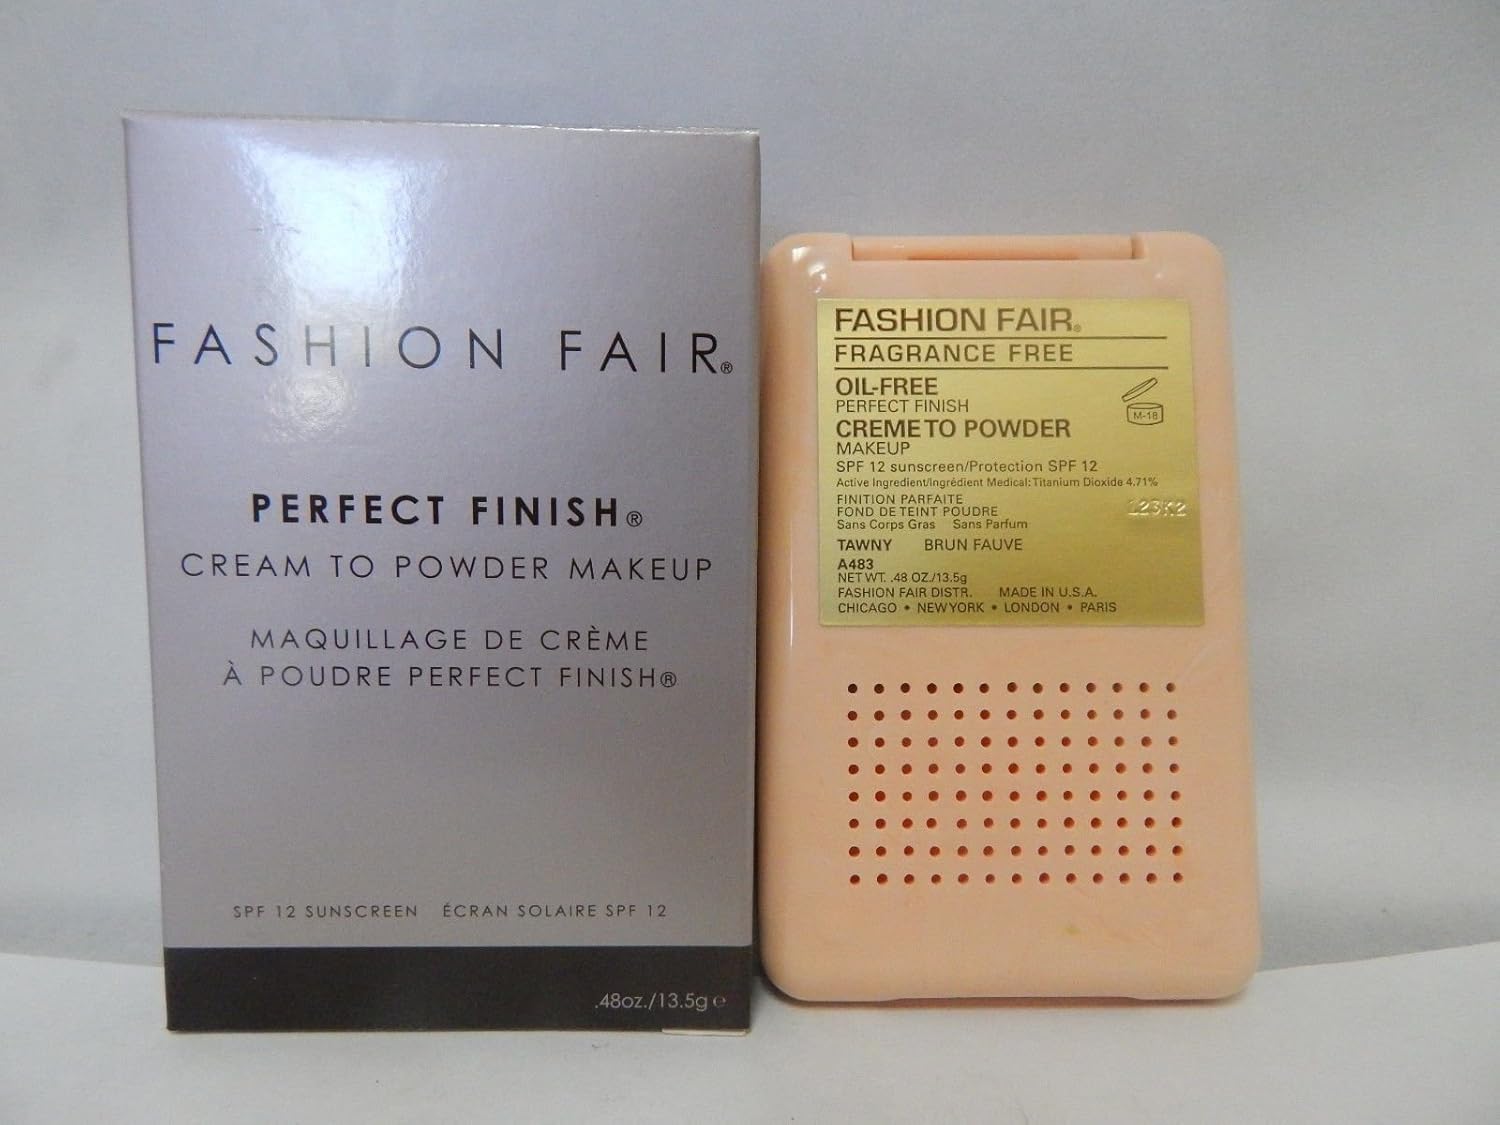 FASHION FAIR®
PERFECT FINISH®
CREAM TO POWDER MAKEUP
MAQUILLAGE DE CRÈME
À POUDRE PERFECT FINISH®
SPF 12 SUNSCREEN ÉCRAN SOLAIRE SPF 12
.48oz./13.5g ℮
FASHION FAIR®
FRAGRANCE FREE
OIL-FREE
PERFECT FINISH
M-18
CREME TO POWDER
MAKEUP
SPF 12 sunscreen/Protection SPF 12
Active Ingredient/Ingrédient Medical: Titanium Dioxide 4.71%
FINITION PARFAITE
FOND DE TEINT POUDRE
123K2
Sans Corps Gras Sans Parfum
TAWNY BRUN FAUVE
A483
NET WT. .48 OZ./13.5g
FASHION FAIR DISTR. MADE IN U.S.A.
CHICAGO • NEW YORK • LONDON • PARIS